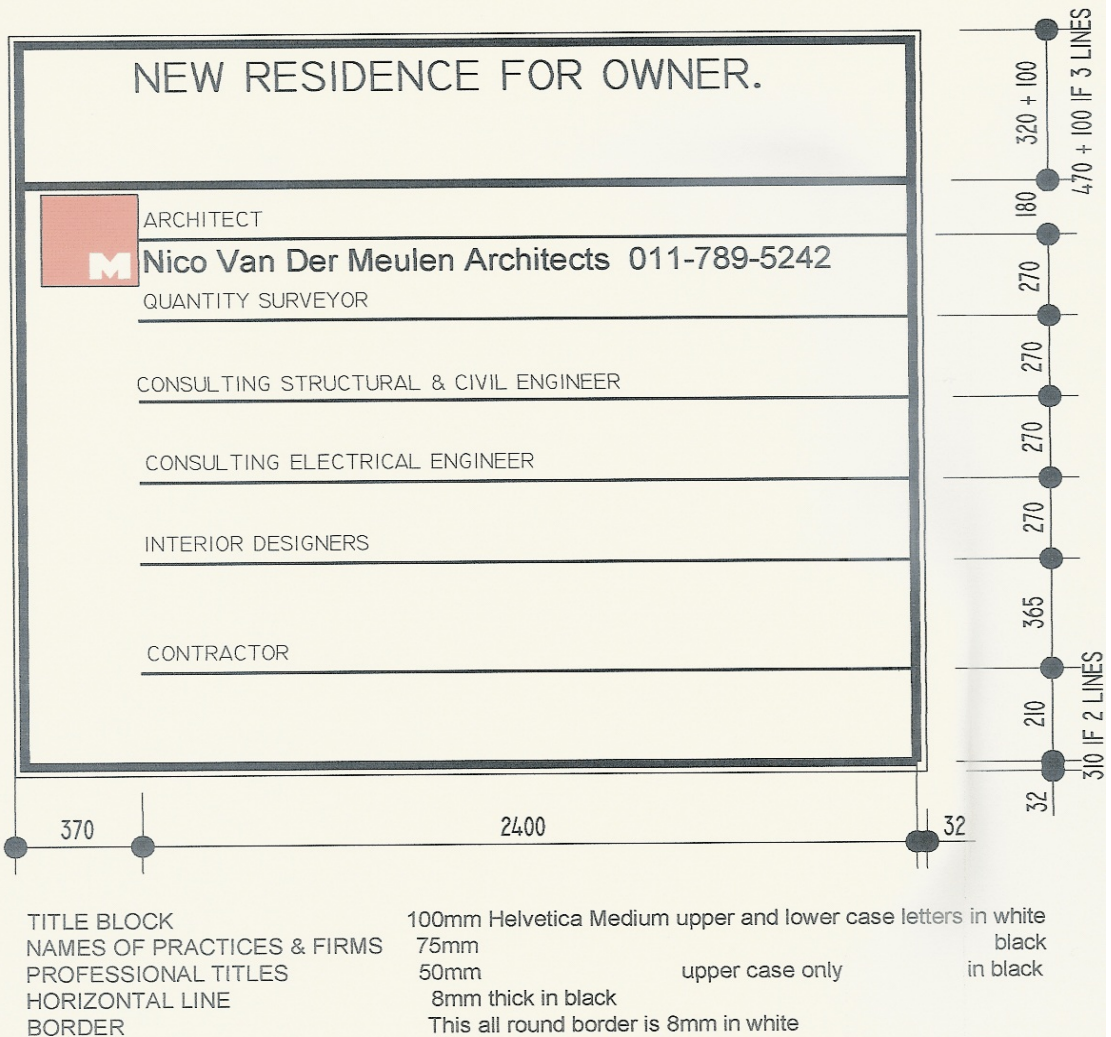 NEW RESIDENCE FOR OWNER.
320 + 100
470 + 100 IF 3 LINES
180
ARCHITECT
M
Nico Van Der Meulen Architects 011-789-5242
270
QUANTITY SURVEYOR
270
CONSULTING STRUCTURAL & CIVIL ENGINEER
270
CONSULTING ELECTRICAL ENGINEER
270
INTERIOR DESIGNERS
365
CONTRACTOR
210
310 IF 2 LINES
32
370
2400
32
TITLE BLOCK 100mm Helvetica Medium upper and lower case letters in white
NAMES OF PRACTICES & FIRMS 75mm black
PROFESSIONAL TITLES 50mm upper case only in black
HORIZONTAL LINE 8mm thick in black
BORDER This all round border is 8mm in white